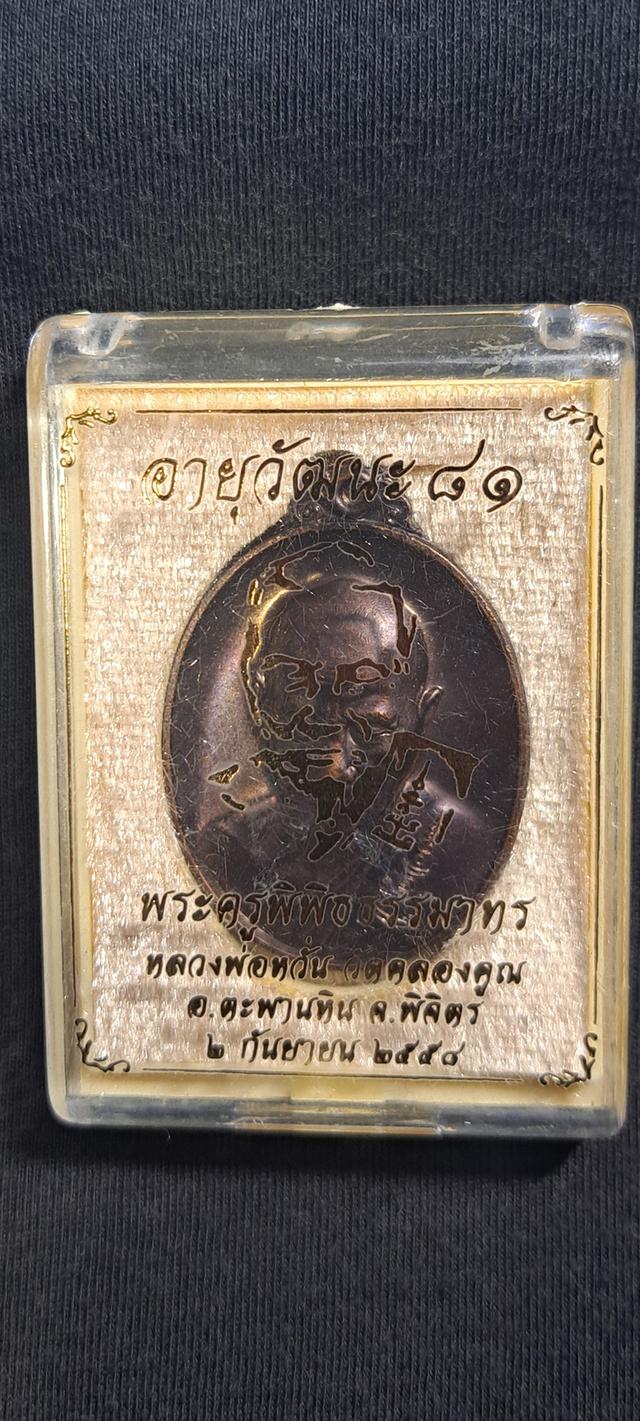 อายุวัฒนะ ๘๑
พระครูพิพิธธรรมาทร
หลวงพ่อหวั่น วัดคลองคูณ
อ.ตะพานหิน จ.พิจิตร
๒ กันยายน ๒๕๕๘